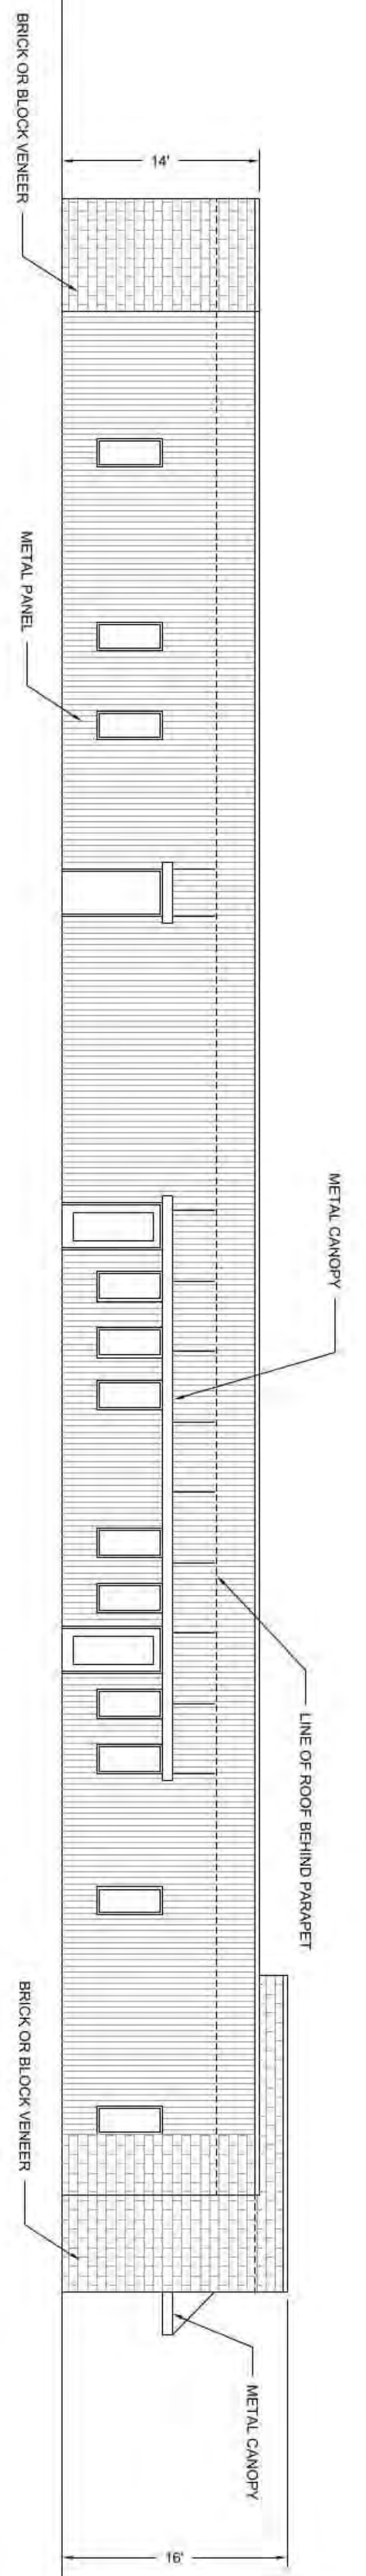 BRICK OR BLOCK VENEER
14'
METAL PANEL
METAL CANOPY
LINE OF ROOF BEHIND PARAPET
BRICK OR BLOCK VENEER
METAL CANOPY
16'